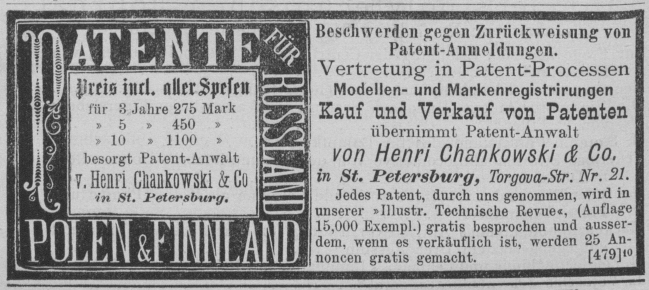 PATENTE
FÜR
RUSSLAND
Preis incl. aller Spesen
für 3 Jahre 275 Mark
» 5 » 450 »
» 10 » 1100 »
besorgt Patent-Anwalt
v. Henri Chankowski & Co
in St. Petersburg.
POLEN & FINNLAND
Beschwerden gegen Zurückweisung von
Patent-Anmeldungen.
Vertretung in Patent-Processen
Modellen- und Markenregistrirungen
Kauf und Verkauf von Patenten
übernimmt Patent-Anwalt
von Henri Chankowski & Co.
in St. Petersburg, Torgova-Str. Nr. 21.
Jedes Patent, durch uns genommen, wird in
unserer »Illustr. Technische Revue«, (Auflage
15,000 Exempl.) gratis besprochen und ausser-
dem, wenn es verkäuflich ist, werden 25 An-
noncen gratis gemacht. [479]10